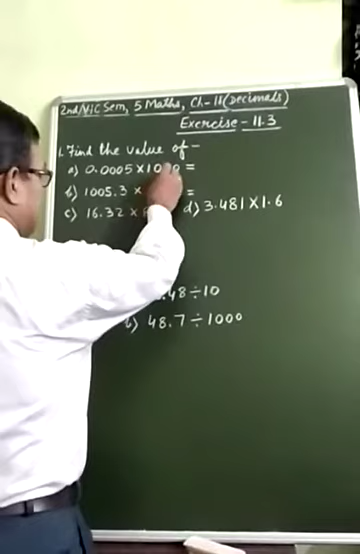 2nd/VIC Sem, 5 Maths, Ch-11(Decimals)
Exercise-11.3
1. Find the value of-
a) 0.0005×1000=
b) 1005.3× =
c) 16.32× d) 3.481×1.6
.48÷10
b) 48.7÷1000